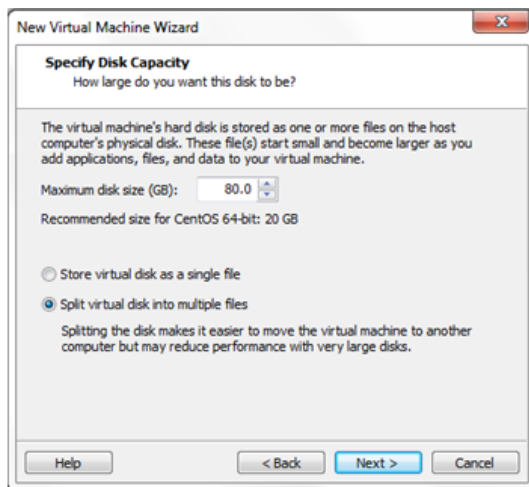 New Virtual Machine Wizard
Specify Disk Capacity
How large do you want this disk to be?
The virtual machine's hard disk is stored as one or more files on the host
computer's physical disk. These file(s) start small and become larger as you
add applications, files, and data to your virtual machine.
Maximum disk size (GB): 80.0
Recommended size for CentOS 64-bit: 20 GB
Store virtual disk as a single file
Split virtual disk into multiple files
Splitting the disk makes it easier to move the virtual machine to another
computer but may reduce performance with very large disks.
Help < Back Next > Cancel